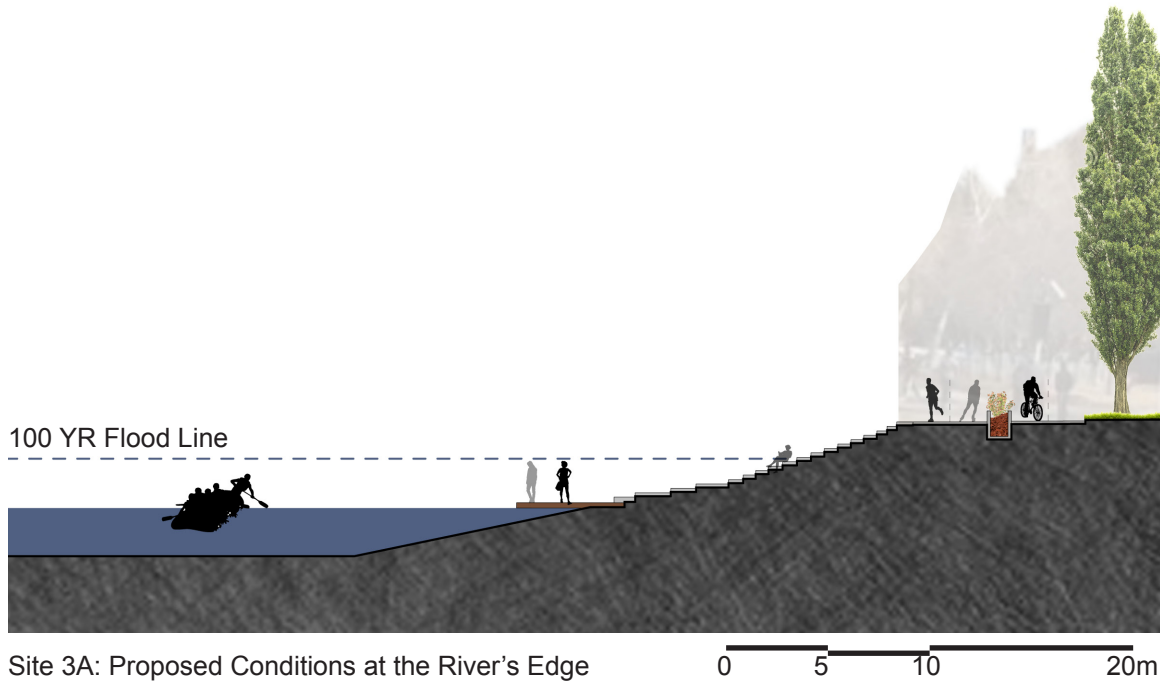 100 YR Flood Line
Site 3A: Proposed Conditions at the River's Edge
0 5 10 20m